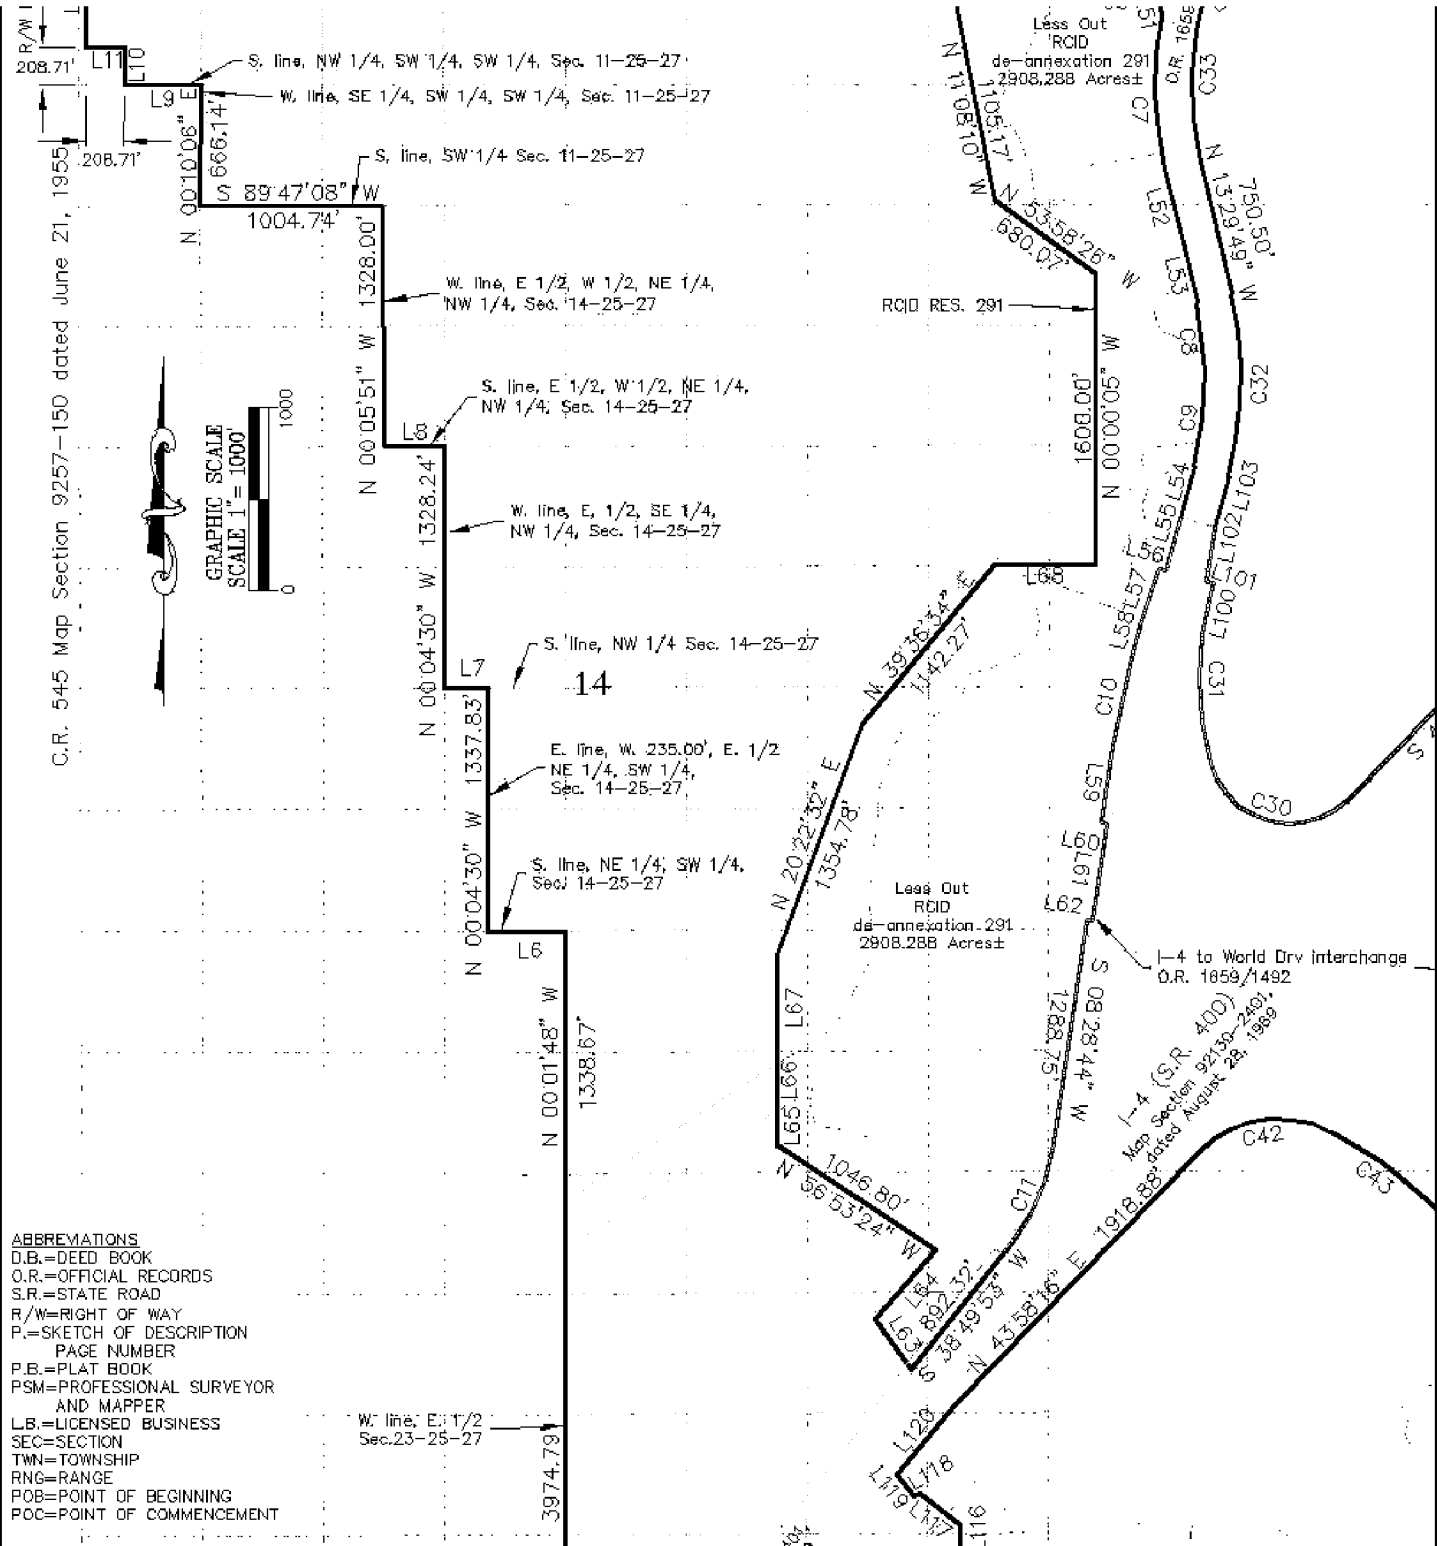 R/W
208.71'
L11
L10
L9
208.71'
S. line, NW 1/4, SW 1/4, SW 1/4, Sec. 11-25-27
W. line, SE 1/4, SW 1/4, SW 1/4, Sec. 11-25-27
N 00°10'06" E
666.14'
S. line, SW 1/4 Sec. 11-25-27
S 89°47'08" W
1004.74'
C.R. 545 Map Section 9257-150 dated June 21, 1955
1328.00'
N 00°05'51" W
W. line, E 1/2, W 1/2, NE 1/4,
NW 1/4, Sec. 14-25-27
GRAPHIC SCALE
SCALE 1"= 1000'
0
1000
L8
S. line, E 1/2, W 1/2, NE 1/4,
NW 1/4, Sec. 14-25-27
1328.24'
N 00°04'30" W
W. line, E, 1/2, SE 1/4,
NW 1/4, Sec. 14-25-27
S. line, NW 1/4 Sec. 14-25-27
14
L7
1337.83'
N 00°04'30" W
E. line, W. 235.00', E. 1/2
NE 1/4, SW 1/4,
Sec. 14-25-27
S. line, NE 1/4, SW 1/4,
Sec. 14-25-27
L6
N 00°01'48" W
1338.67'
W. line, E. 1/2
Sec.23-25-27
3974.79
Less Out
RCID
de-annexation 291
2908.288 Acres±
N 11°08'10" W
1105.17'
N 53°58'26" W
680.07'
RCID RES. 291
1609.00'
N 00°00'05" W
L51
O.R. 1658
C33
C7
L52
L53
N 13°29'49" W
750.50'
C8
C32
C9
L54
L55
L56
L103
L102
L101
L100
L57
L58
L68
N 39°36'34" E
1142.27'
C10
C31
L59
C30
S 4
L60
L61
L62
N 20°22'32" E
1354.78'
Less Out
RCID
de-annexation 291
2908.288 Acres±
I-4 to World Drv interchange
O.R. 1659/1492
S 08°28'44" W
1288.75'
I-4 (S.R. 400)
Map Section 92130-2401,
dated August 28, 1969
L67
L66
L65
N 56°53'24" W
1046.80'
C11
C42
C43
L64
L63
S 38°49'53" W
892.32'
N 43°58'16" E
1918.88'
L120
L119
L118
L117
L116
ABBREVIATIONS
D.B.=DEED BOOK
O.R.=OFFICIAL RECORDS
S.R.=STATE ROAD
R/W=RIGHT OF WAY
P.=SKETCH OF DESCRIPTION
PAGE NUMBER
P.B.=PLAT BOOK
PSM=PROFESSIONAL SURVEYOR
AND MAPPER
L.B.=LICENSED BUSINESS
SEC=SECTION
TWN=TOWNSHIP
RNG=RANGE
POB=POINT OF BEGINNING
POC=POINT OF COMMENCEMENT